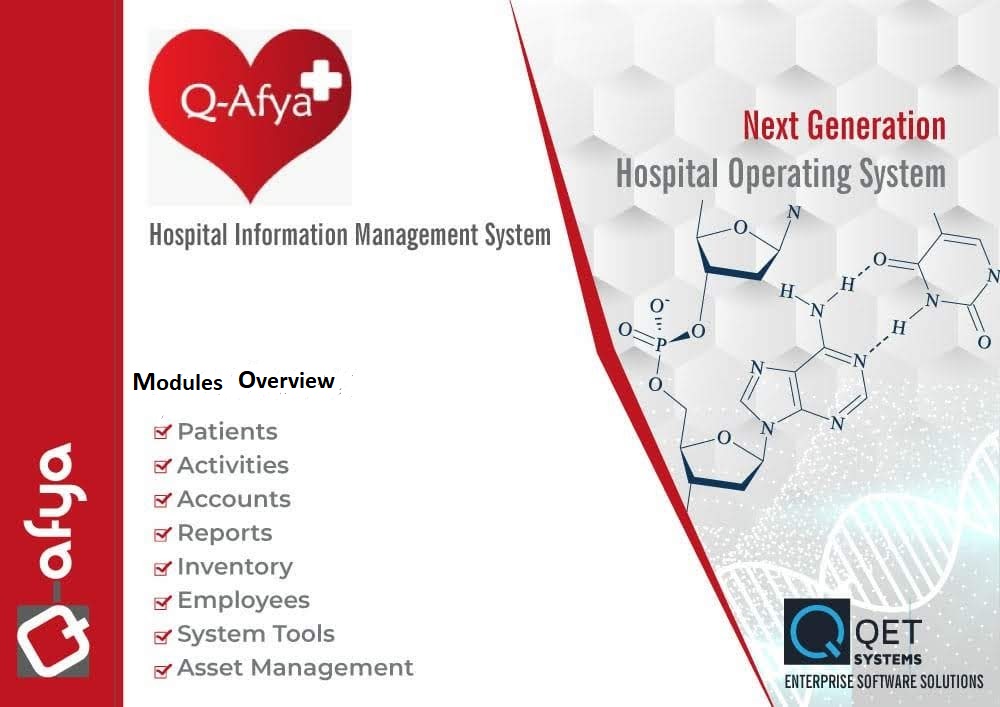 Q-Afya
Hospital Information Management System
Modules Overview
Patients
Activities
Accounts
Reports
Inventory
Employees
System Tools
Asset Management
Q-afya
Next Generation
Hospital Operating System
N
O
H
H
N
O
N
N
O
H
O-
O
P
O
O
N
N
N
N
O
QET
SYSTEMS
ENTERPRISE SOFTWARE SOLUTIONS